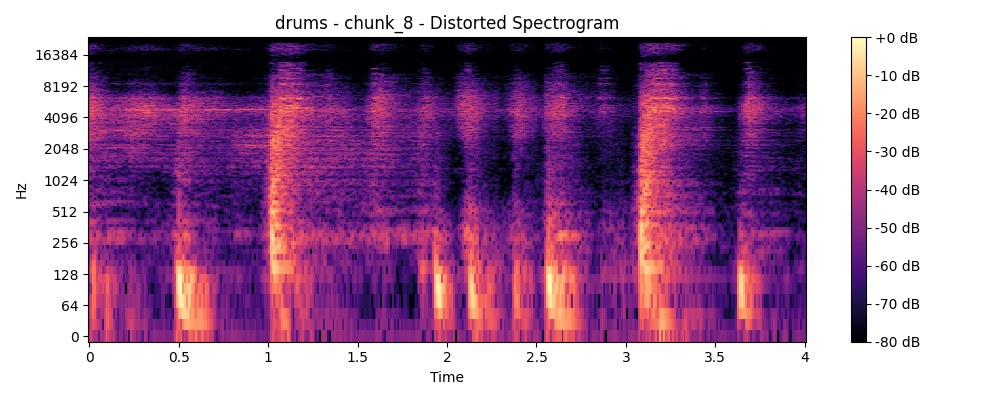 drums - chunk_8 - Distorted Spectrogram
Hz
16384
8192
4096
2048
1024
512
256
128
64
0
0 0.5 1 1.5 2 2.5 3 3.5 4
Time
+0 dB
-10 dB
-20 dB
-30 dB
-40 dB
-50 dB
-60 dB
-70 dB
-80 dB